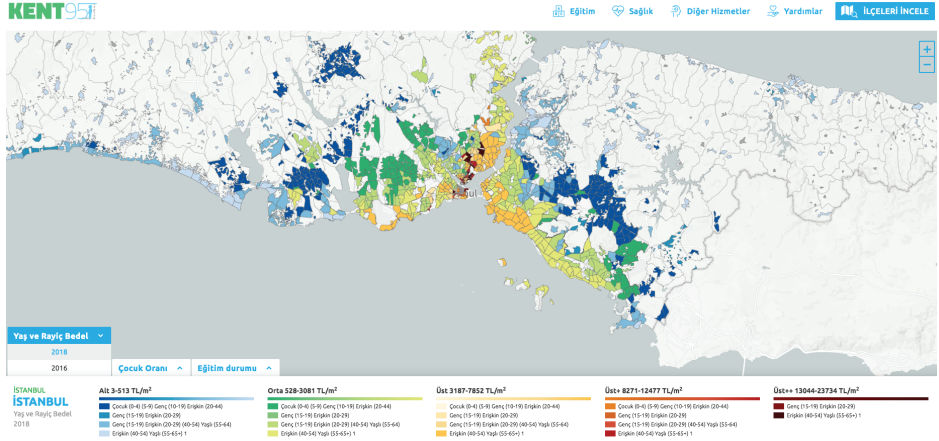 KENT95
Eğitim
Sağlık
Diğer Hizmetler
Yardımlar
İLÇELERİ İNCELE
+
−
Yaş ve Rayiç Bedel
2018
2016
Çocuk Oranı
Eğitim durumu
İSTANBUL
İSTANBUL
Yaş ve Rayiç Bedel
2018
Alt 3-513 TL/m²
Çocuk (0-4) (5-9) Genç (10-19) Erişkin (20-44)
Genç (15-19) Erişkin (20-29)
Genç (15-19) Erişkin (20-29) (40-54) Yaşlı (55-64)
Erişkin (40-54) Yaşlı (55-65+) 1
Orta 528-3081 TL/m²
Çocuk (0-4) (5-9) Genç (10-19) Erişkin (20-44)
Genç (15-19) Erişkin (20-29)
Genç (15-19) Erişkin (20-29) (40-54) Yaşlı (55-64)
Erişkin (40-54) Yaşlı (55-65+) 1
Üst 3187-7852 TL/m²
Çocuk (0-4) (5-9) Genç (10-19) Erişkin (20-44)
Genç (15-19) Erişkin (20-29)
Genç (15-19) Erişkin (20-29) (40-54) Yaşlı (55-64)
Erişkin (40-54) Yaşlı (55-65+) 1
Üst+ 8271-12477 TL/m²
Çocuk (0-4) (5-9) Genç (10-19) Erişkin (20-44)
Genç (15-19) Erişkin (20-29)
Genç (15-19) Erişkin (20-29) (40-54) Yaşlı (55-64)
Erişkin (40-54) Yaşlı (55-65+) 1
Üst++ 13044-23734 TL/m²
Genç (15-19) Erişkin (20-29)
Erişkin (40-54) Yaşlı (55-65+) 1